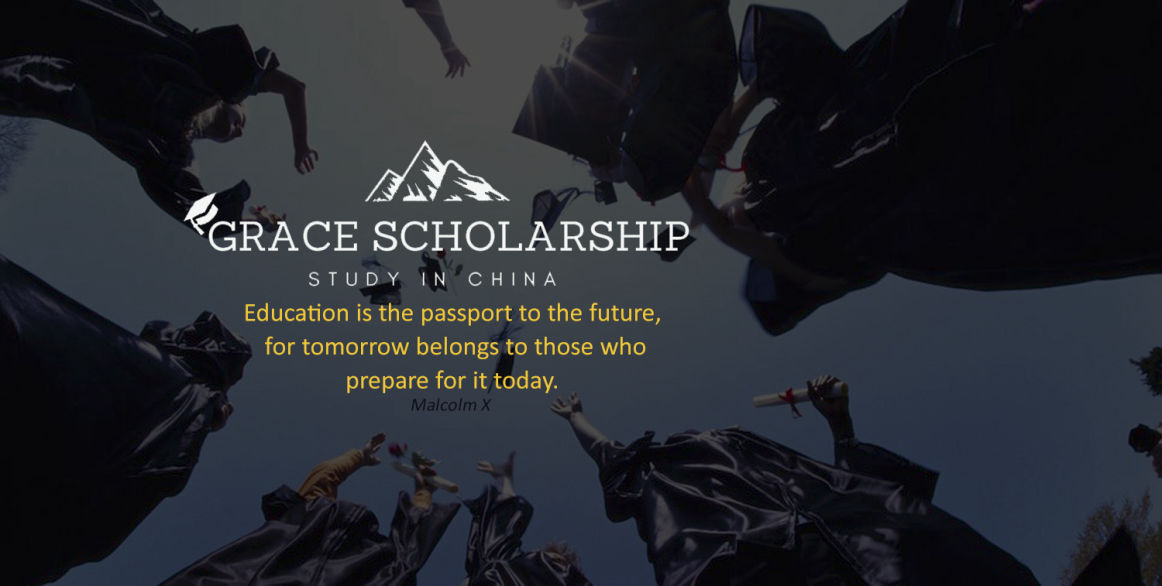 GRACE SCHOLARSHIP
STUDY IN CHINA
Education is the passport to the future,
for tomorrow belongs to those who
prepare for it today.
Malcolm X